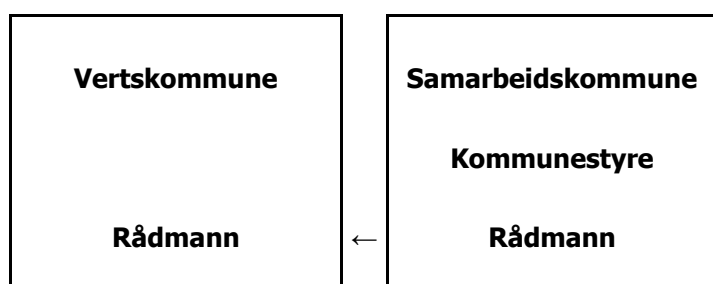 Vertskommune
Rådmann
←
Samarbeidskommune
Kommunestyre
Rådmann